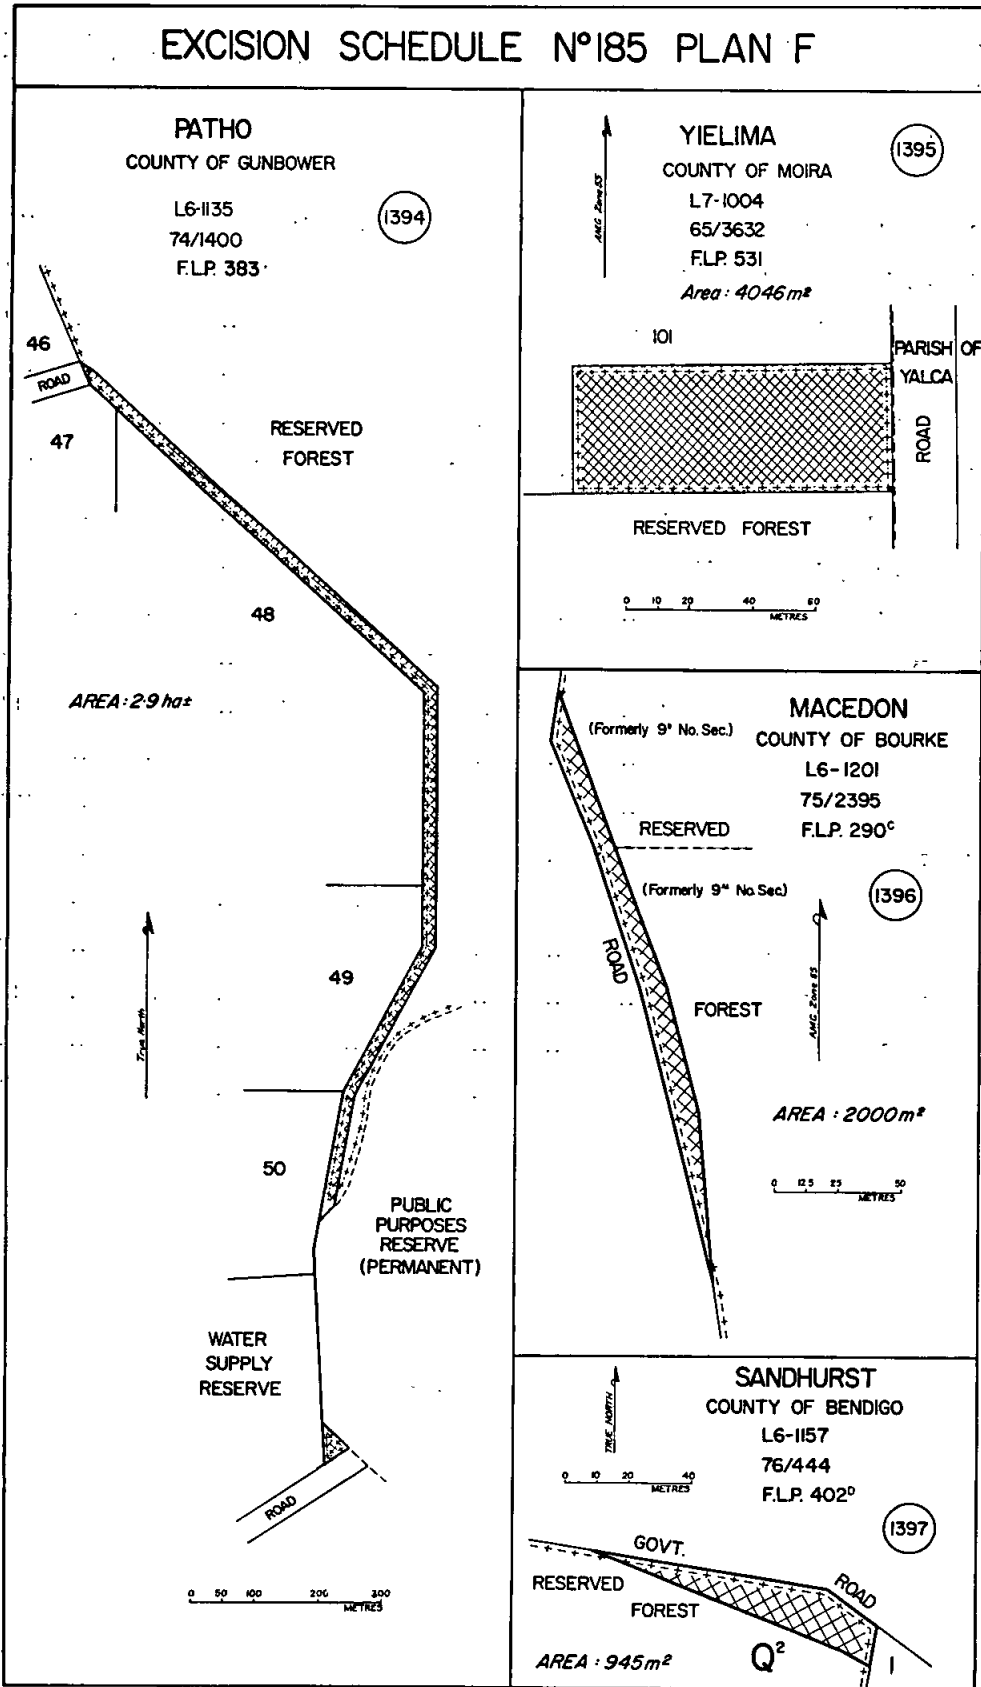 EXCISION SCHEDULE Nº185 PLAN F
PATHO
COUNTY OF GUNBOWER
L6-1135
74/1400
F.L.P. 383
1394
46
ROAD
47
RESERVED
FOREST
48
AREA : 2·9 ha±
49
True North
50
PUBLIC
PURPOSES
RESERVE
(PERMANENT)
WATER
SUPPLY
RESERVE
ROAD
0 50 100 200 300
METRES
YIELIMA
COUNTY OF MOIRA
L7-1004
65/3632
F.L.P. 531
Area : 4046 m²
1395
AMG Zone 55
101
PARISH OF
YALCA
ROAD
RESERVED FOREST
0 10 20 40 60
METRES
MACEDON
COUNTY OF BOURKE
L6-1201
75/2395
F.L.P. 290ᶜ
1396
(Formerly No. Sec.)
RESERVED
(Formerly No. Sec.)
ROAD
FOREST
AMG Zone 55
AREA : 2000 m²
0 12.5 25 50
METRES
SANDHURST
COUNTY OF BENDIGO
L6-1157
76/444
F.L.P. 402ᴰ
1397
TRUE NORTH
0 10 20 40
METRES
GOVT.
ROAD
RESERVED
FOREST
Q²
1
AREA : 945 m²